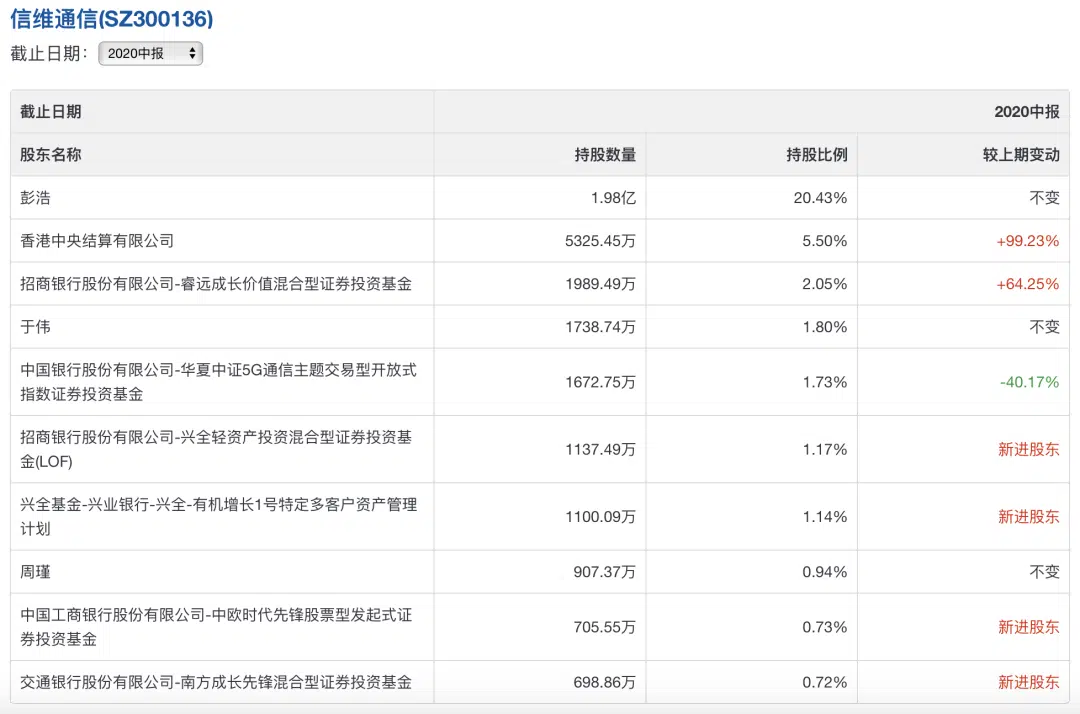 信维通信(SZ300136)
截止日期： 2020中报
截止日期 2020中报
股东名称 持股数量 持股比例 较上期变动
彭浩 1.98亿 20.43% 不变
香港中央结算有限公司 5325.45万 5.50% +99.23%
招商银行股份有限公司-睿远成长价值混合型证券投资基金 1989.49万 2.05% +64.25%
于伟 1738.74万 1.80% 不变
中国银行股份有限公司-华夏中证5G通信主题交易型开放式
指数证券投资基金 1672.75万 1.73% -40.17%
招商银行股份有限公司-兴全轻资产投资混合型证券投资基
金(LOF) 1137.49万 1.17% 新进股东
兴全基金-兴业银行-兴全-有机增长1号特定多客户资产管理
计划 1100.09万 1.14% 新进股东
周瑾 907.37万 0.94% 不变
中国工商银行股份有限公司-中欧时代先锋股票型发起式证
券投资基金 705.55万 0.73% 新进股东
交通银行股份有限公司-南方成长先锋混合型证券投资基金 698.86万 0.72% 新进股东